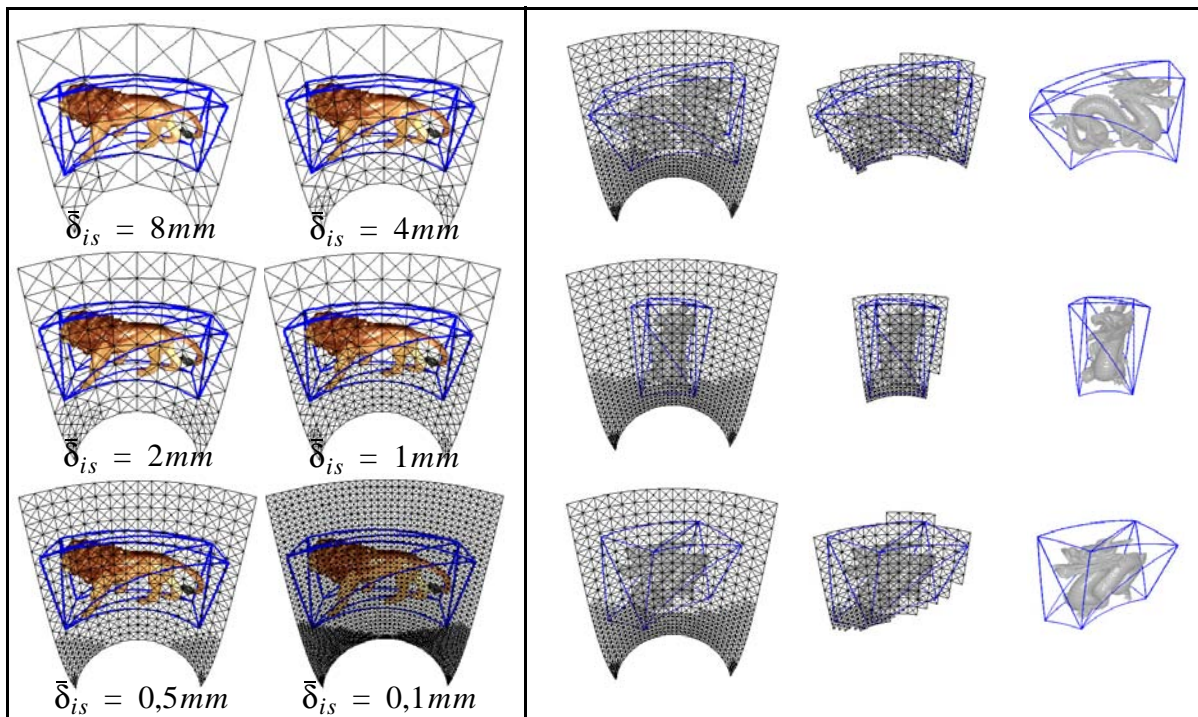 δ̄is = 8mm δ̄is = 4mm
δ̄is = 2mm δ̄is = 1mm
δ̄is = 0,5mm δ̄is = 0,1mm